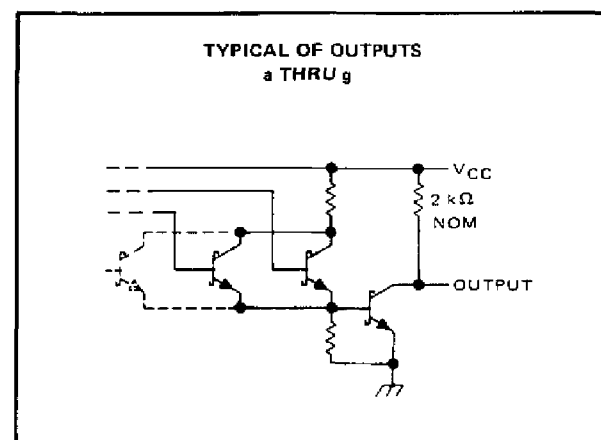 TYPICAL OF OUTPUTS
a THRU g
VCC
2 kΩ
NOM
OUTPUT